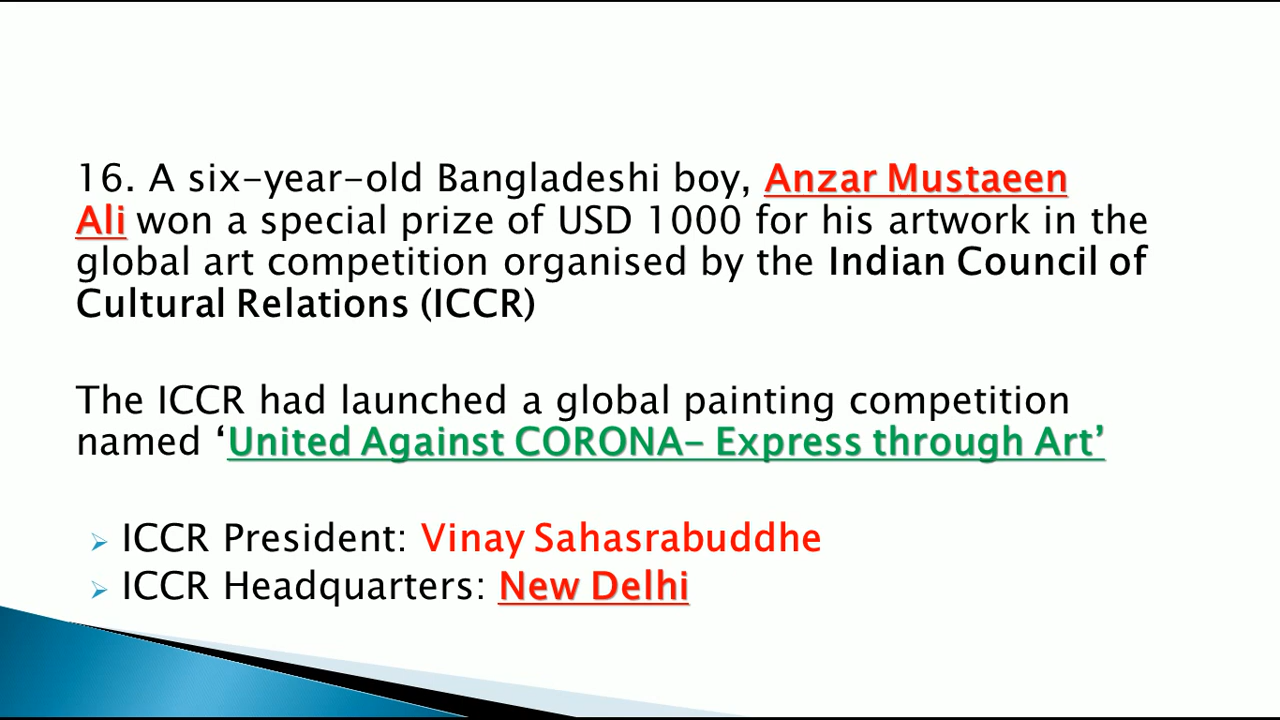 16. A six-year-old Bangladeshi boy, Anzar Mustaeen
Ali won a special prize of USD 1000 for his artwork in the
global art competition organised by the Indian Council of
Cultural Relations (ICCR)
The ICCR had launched a global painting competition
named ‘United Against CORONA- Express through Art’
➢ ICCR President: Vinay Sahasrabuddhe
➢ ICCR Headquarters: New Delhi